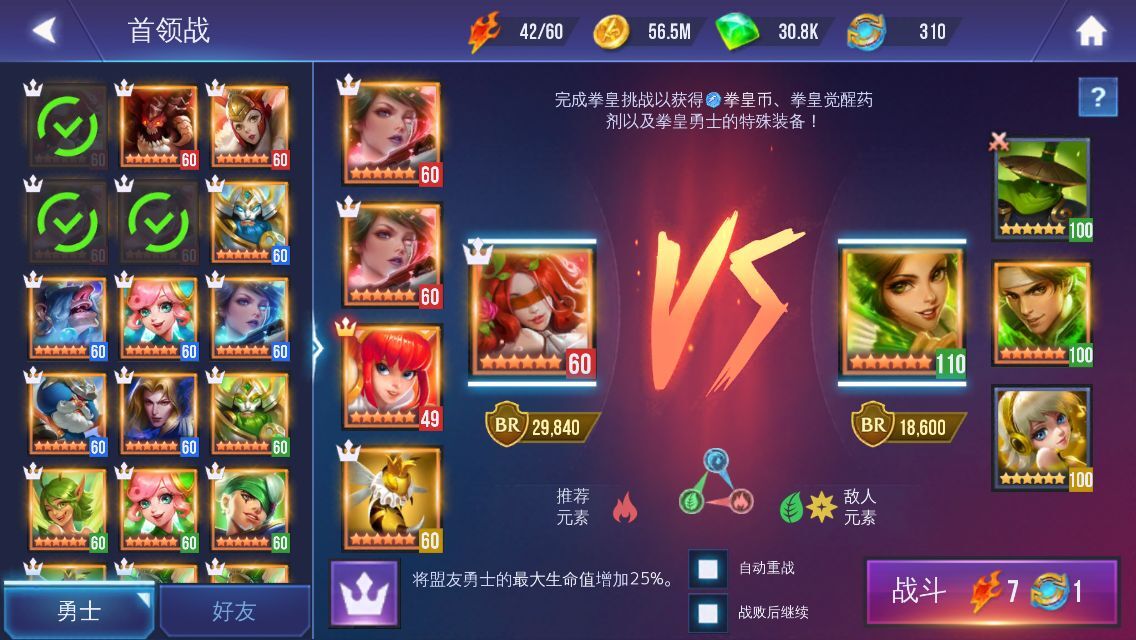 首领战
42/60
56.5M
30.8K
310
完成拳皇挑战以获得拳皇币、拳皇觉醒药
剂以及拳皇勇士的特殊装备！
?
60
60 60
60
60
60
60 60 60
60 60 60
60 60 60
60
60
49
60
60
VS
110
100
100
100
BR 29,840
BR 18,600
推荐
元素
敌人
元素
将盟友勇士的最大生命值增加25%。
自动重战
战败后继续
战斗 7 1
勇士
好友